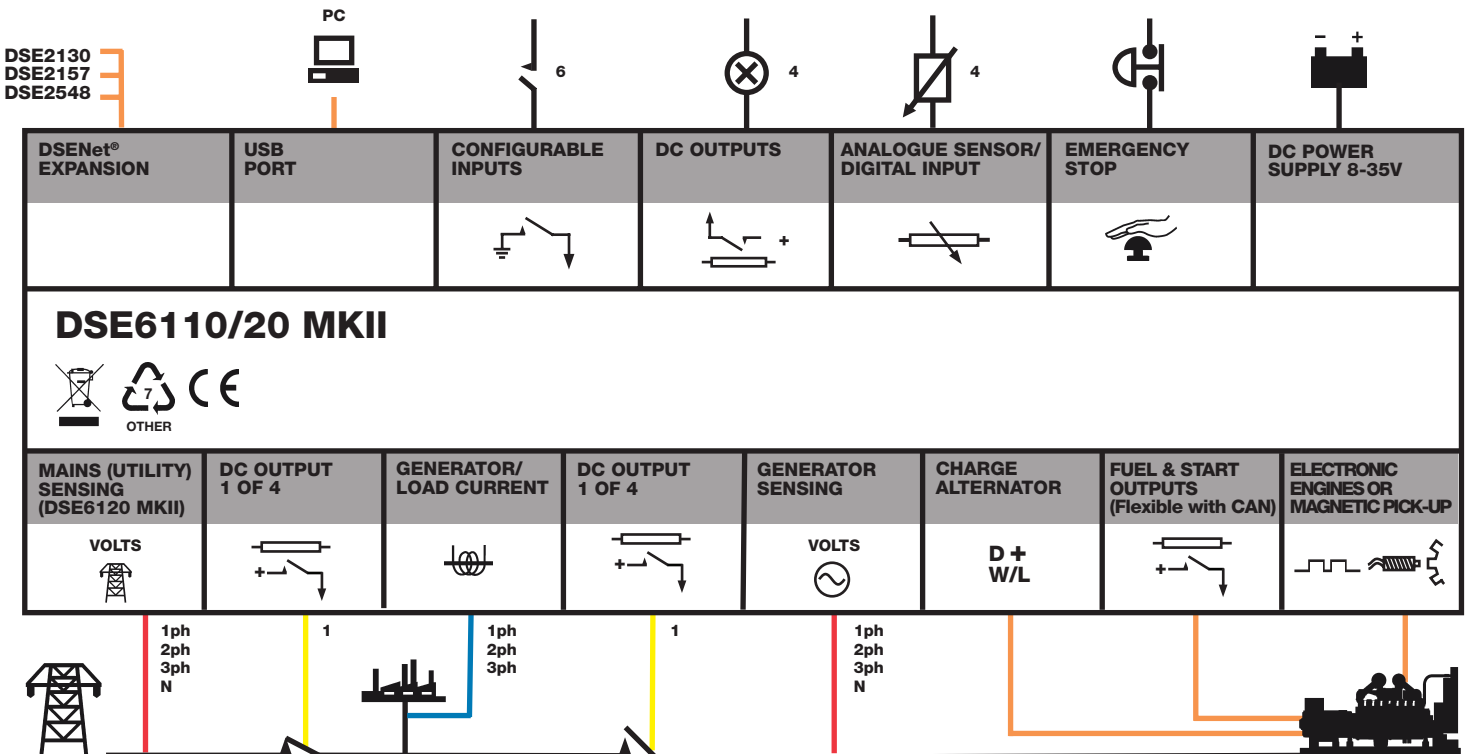 PC
DSE2130
DSE2157
DSE2548
6
4
4
- +
DSENet®
EXPANSION
USB
PORT
CONFIGURABLE
INPUTS
DC OUTPUTS
ANALOGUE SENSOR/
DIGITAL INPUT
EMERGENCY
STOP
DC POWER
SUPPLY 8-35V
+
DSE6110/20 MKII
7
OTHER
CE
MAINS (UTILITY)
SENSING
(DSE6120 MKII)
DC OUTPUT
1 OF 4
GENERATOR/
LOAD CURRENT
DC OUTPUT
1 OF 4
GENERATOR
SENSING
CHARGE
ALTERNATOR
FUEL & START
OUTPUTS
(Flexible with CAN)
ELECTRONIC
ENGINES OR
MAGNETIC PICK-UP
VOLTS
+
+
VOLTS
D+
W/L
+
1ph
2ph
3ph
N
1
1ph
2ph
3ph
1
1ph
2ph
3ph
N